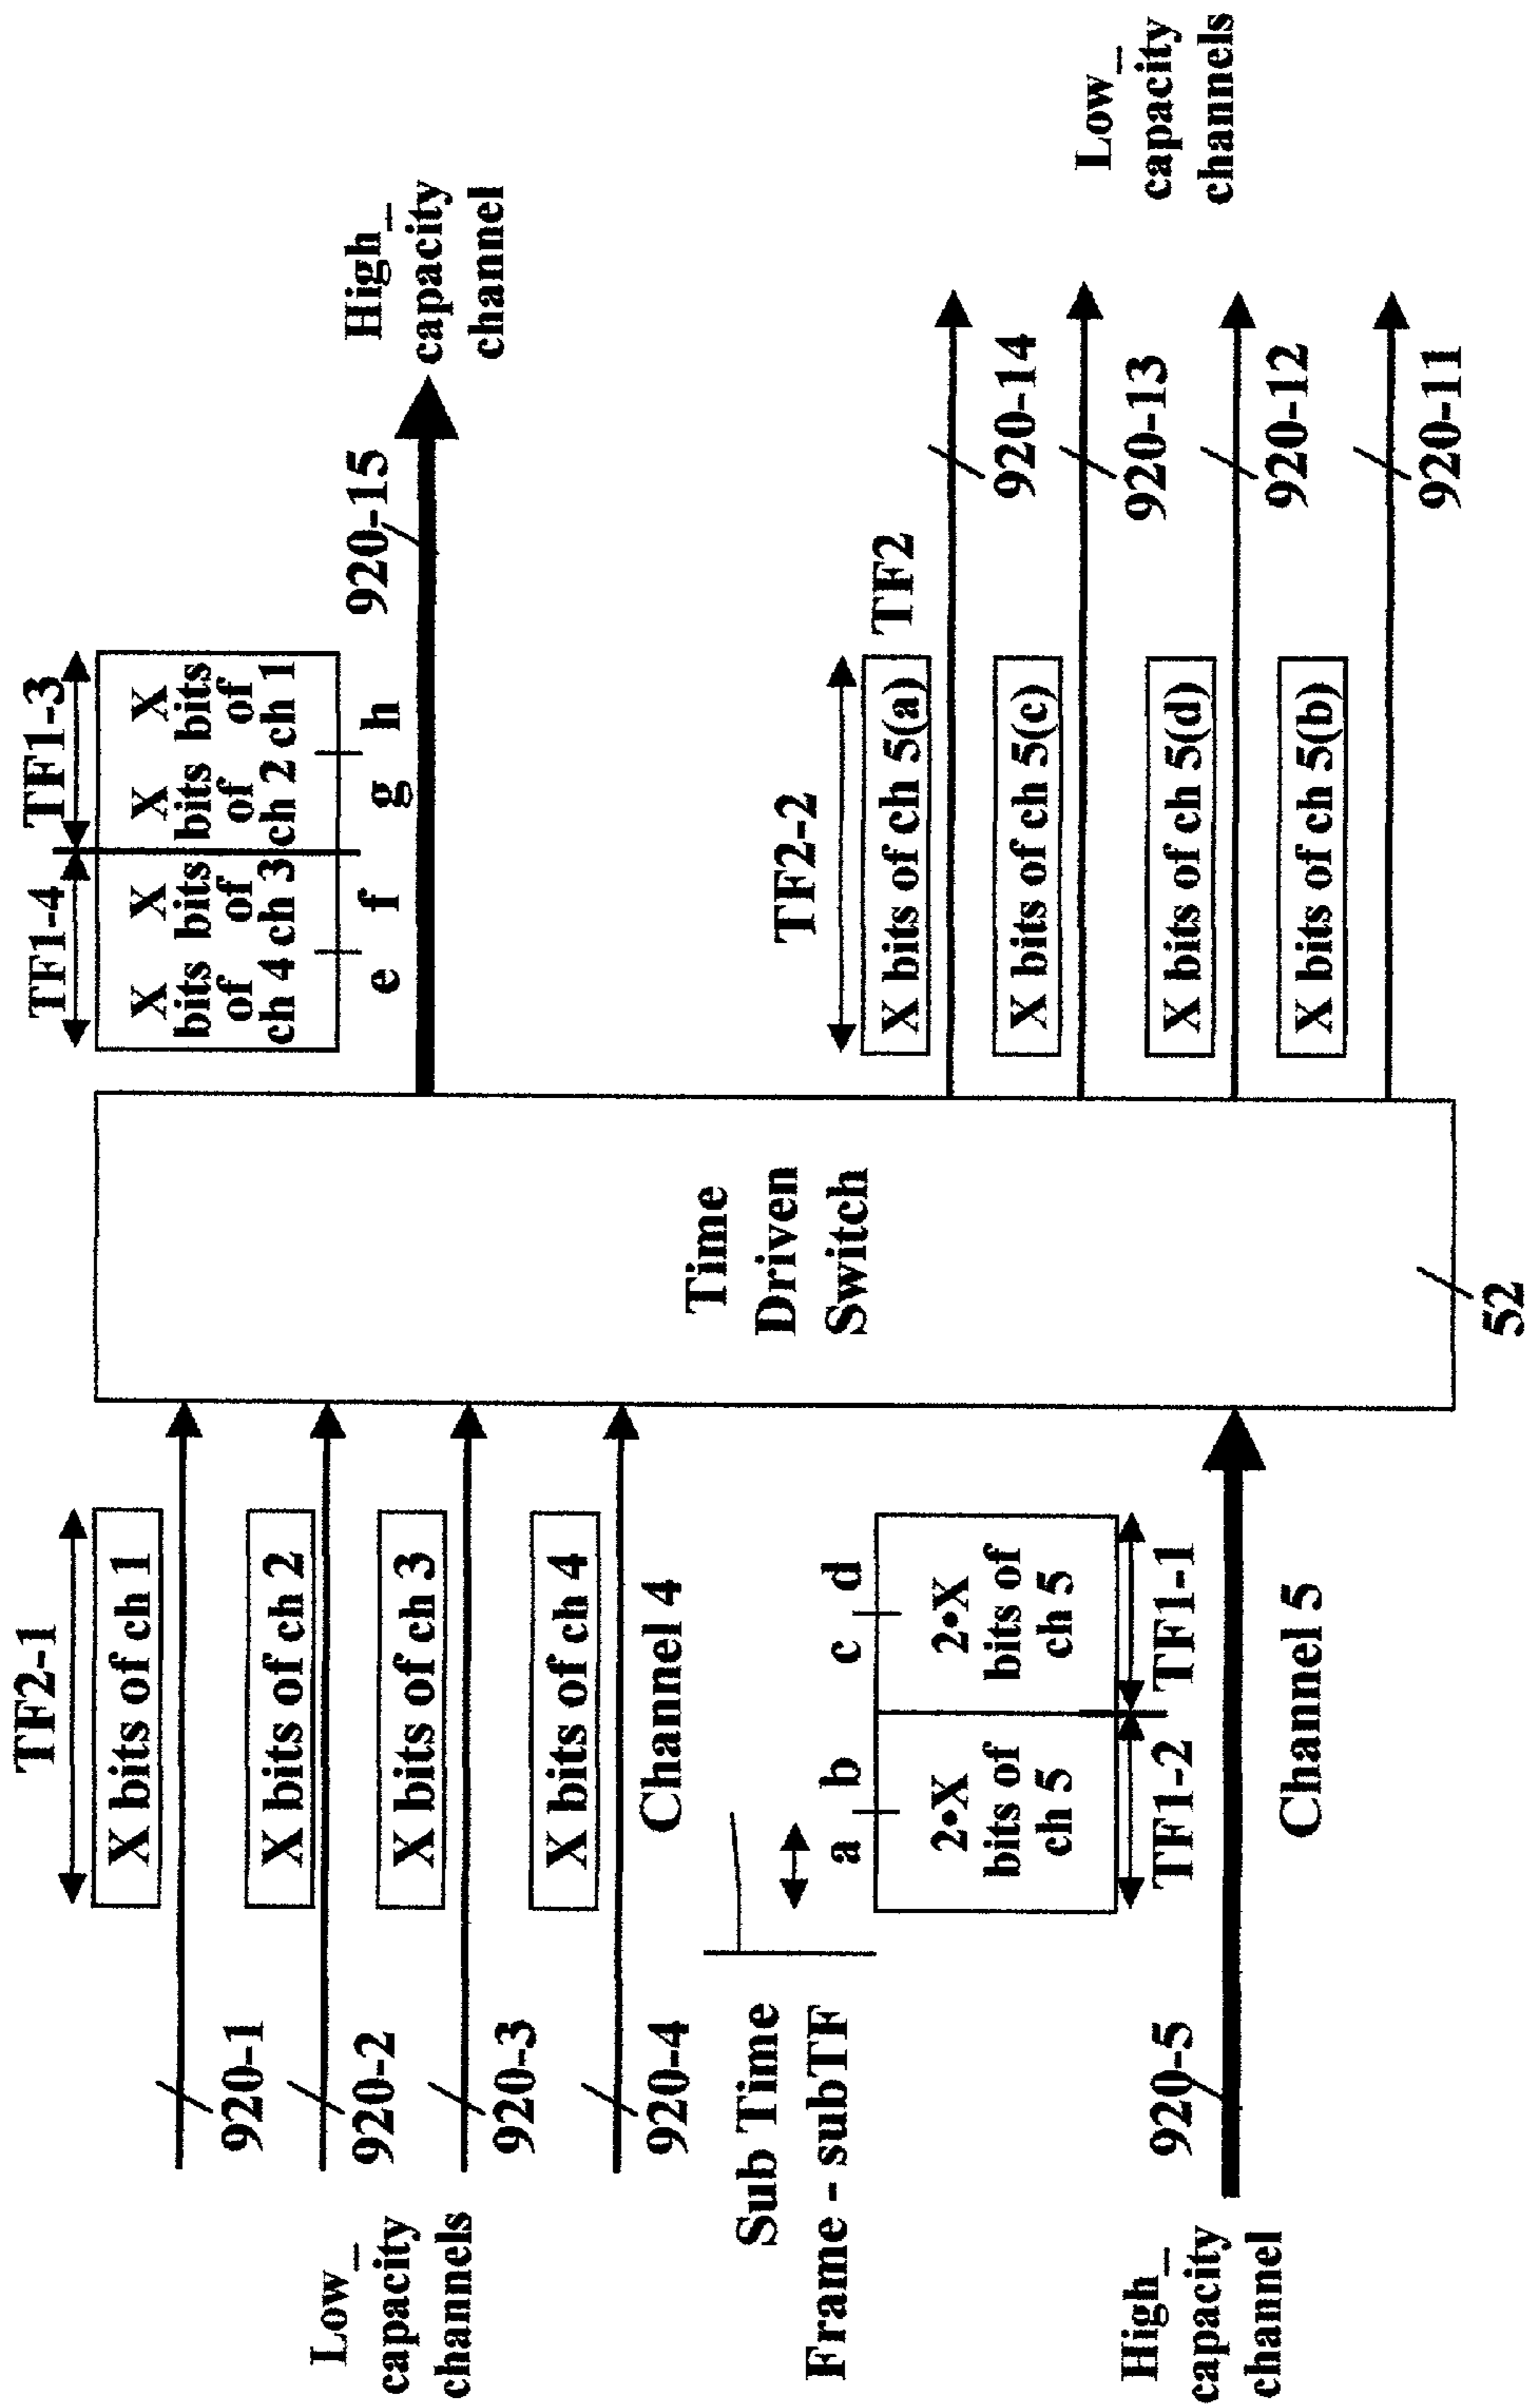 TF2-1
X bits of ch 1
X bits of ch 2
X bits of ch 3
X bits of ch 4
Channel 4
920-1
920-2
920-3
920-4
Low_
capacity
channels
Sub Time
Frame - subTF
a b c d
2•X
bits of
ch 5
2•X
bits of
ch 5
TF1-2
TF1-1
920-5
Channel 5
High_
capacity
channel
Time
Driven
Switch
52
TF1-4
TF1-3
X X X X
bits bits bits bits
of of of of
ch 4 ch 3 ch 2 ch 1
e f g h
920-15
High_
capacity
channel
TF2-2
TF2
X bits of ch 5(a)
X bits of ch 5(c)
X bits of ch 5(d)
X bits of ch 5(b)
920-14
920-13
920-12
920-11
Low_
capacity
channels